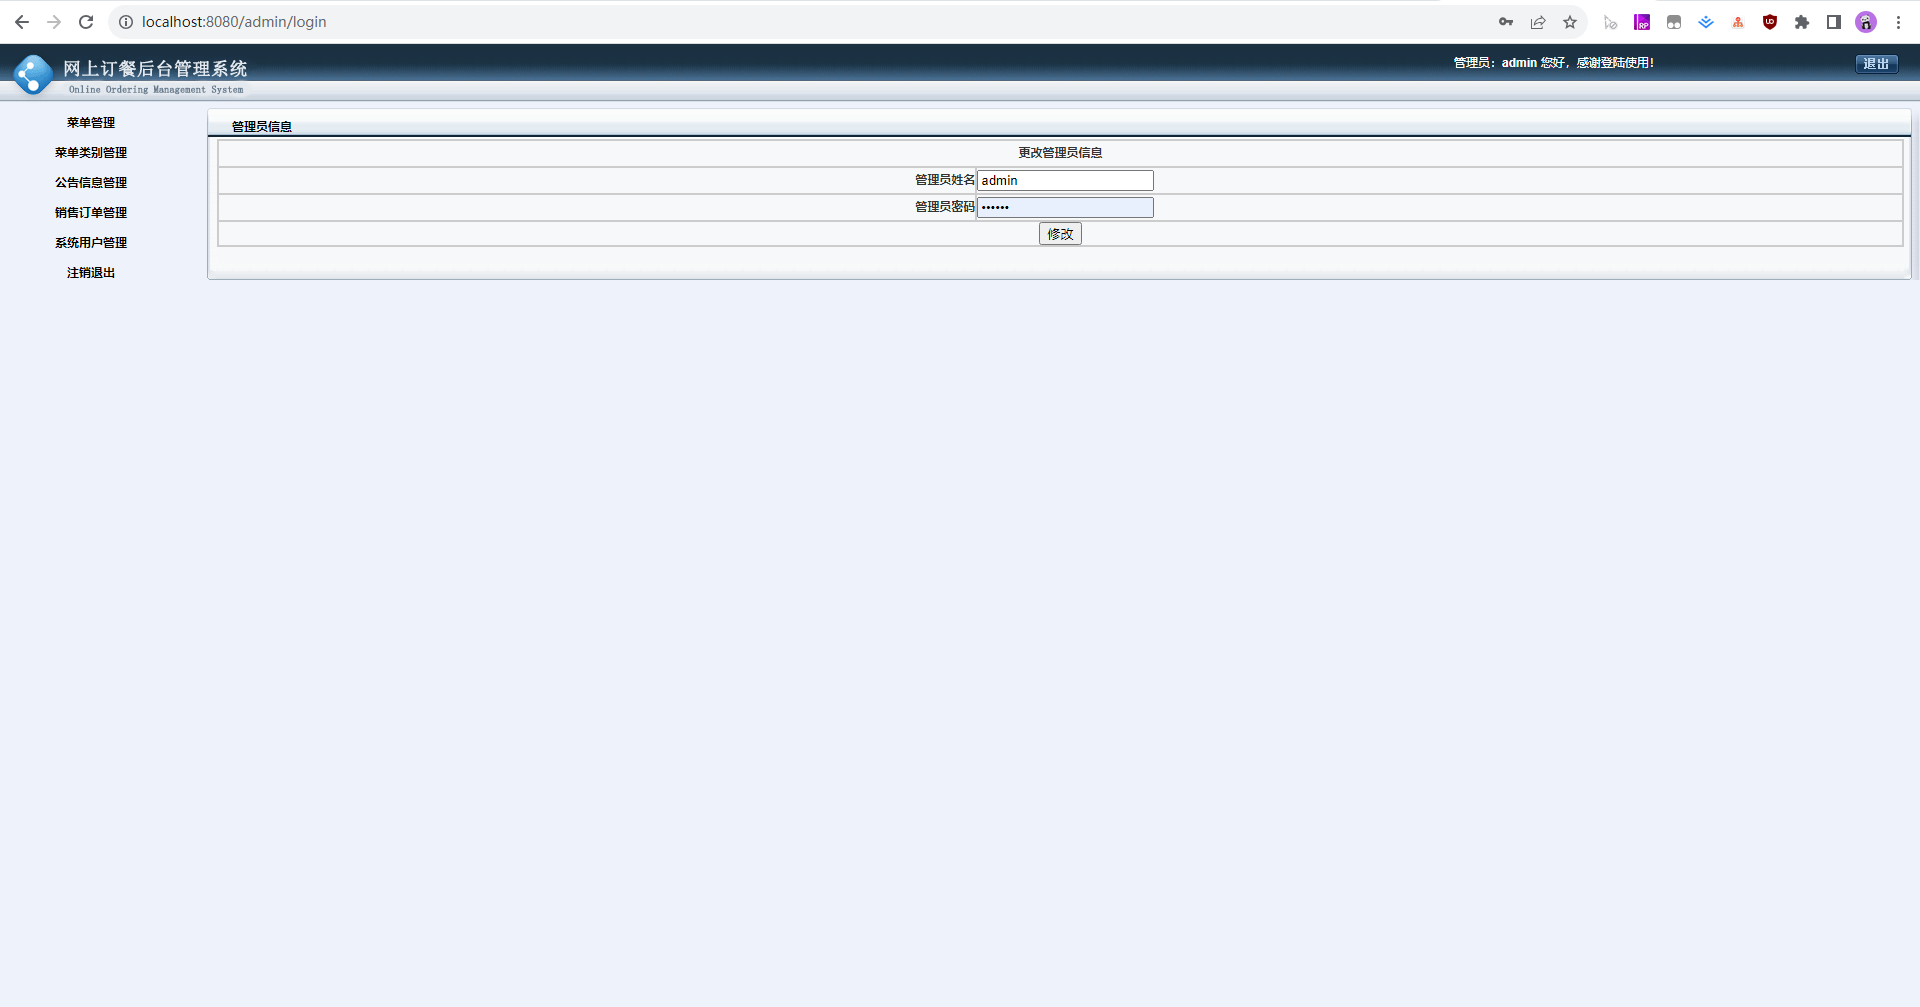 localhost:8080/admin/login
网上订餐后台管理系统
Online Ordering Management System
管理员：admin 您好，感谢登陆使用！
退出
菜单管理
菜单类别管理
公告信息管理
销售订单管理
系统用户管理
注销退出
管理员信息
更改管理员信息
管理员姓名 admin
管理员密码 ••••••
修改